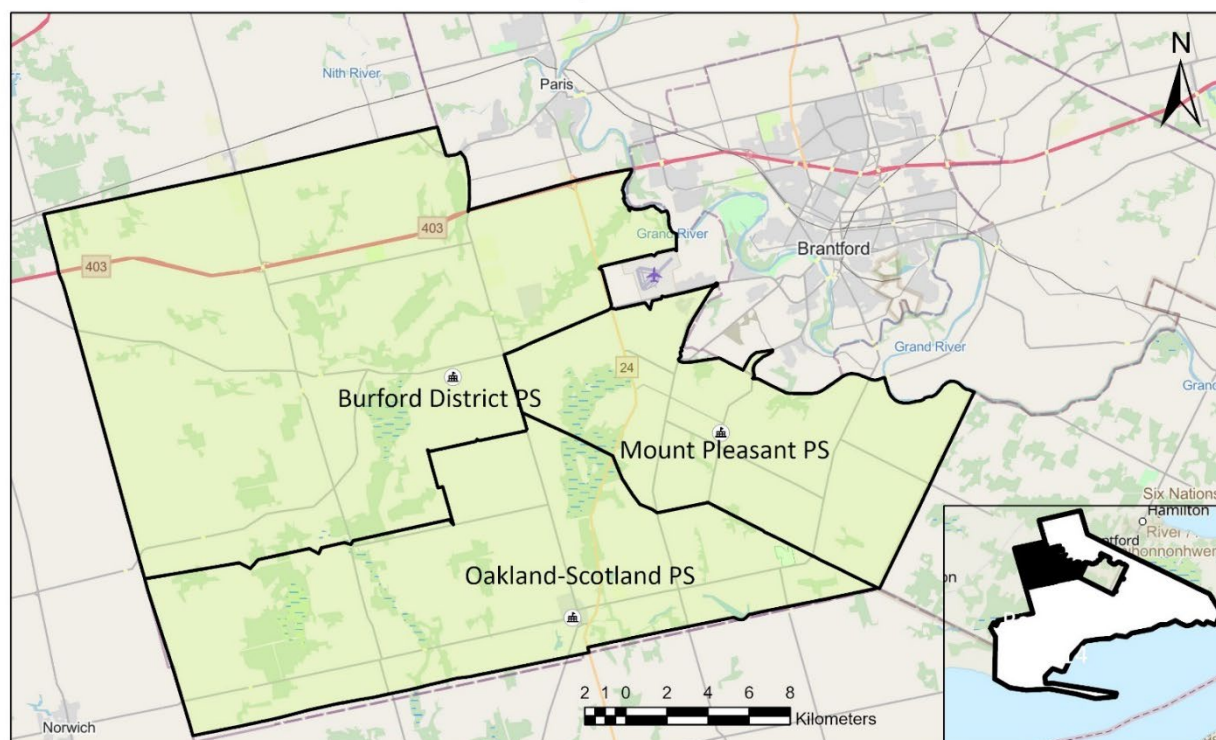 N
Nith River
Paris
403
403
Grand River
Brantford
24
Grand River
Burford District PS
Mount Pleasant PS
Oakland-Scotland PS
Six Nations
Hamilton
2 1 0 2 4 6 8
Kilometers
Norwich